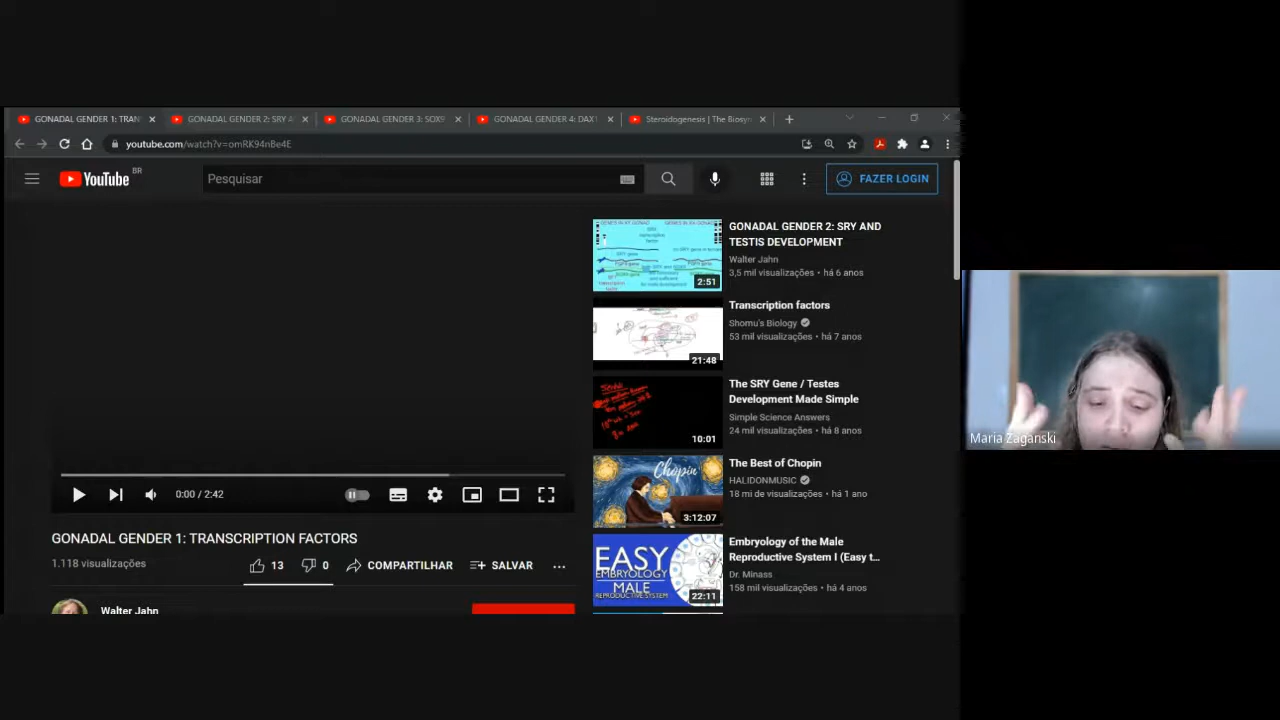 GONADAL GENDER 1: TRAN
GONADAL GENDER 2: SRY A
GONADAL GENDER 3: SOX9
GONADAL GENDER 4: DAX1
Steroidogenesis | The Biosyn
youtube.com/watch?v=omRK94nBe4E
YouTube BR
Pesquisar
FAZER LOGIN
0:00 / 2:42
GONADAL GENDER 1: TRANSCRIPTION FACTORS
1.118 visualizações
13
0
COMPARTILHAR
SALVAR
Walter Jahn
2:51
GONADAL GENDER 2: SRY AND
TESTIS DEVELOPMENT
Walter Jahn
3,5 mil visualizações • há 6 anos
21:48
Transcription factors
Shomu's Biology
53 mil visualizações • há 7 anos
10:01
The SRY Gene / Testes
Development Made Simple
Simple Science Answers
24 mil visualizações • há 8 anos
Chopin
3:12:07
The Best of Chopin
HALIDONMUSIC
18 mi de visualizações • há 1 ano
EASY
EMBRYOLOGY
MALE
REPRODUCTIVE SYSTEM
22:11
Embryology of the Male
Reproductive System I (Easy t...
Dr. Minass
158 mil visualizações • há 4 anos
Maria Zaganski